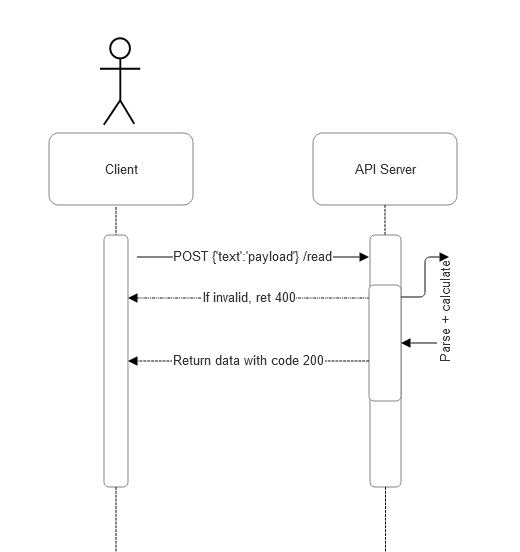 Client
API Server
POST {'text':'payload'} /read
If invalid, ret 400
Parse + calculate
Return data with code 200